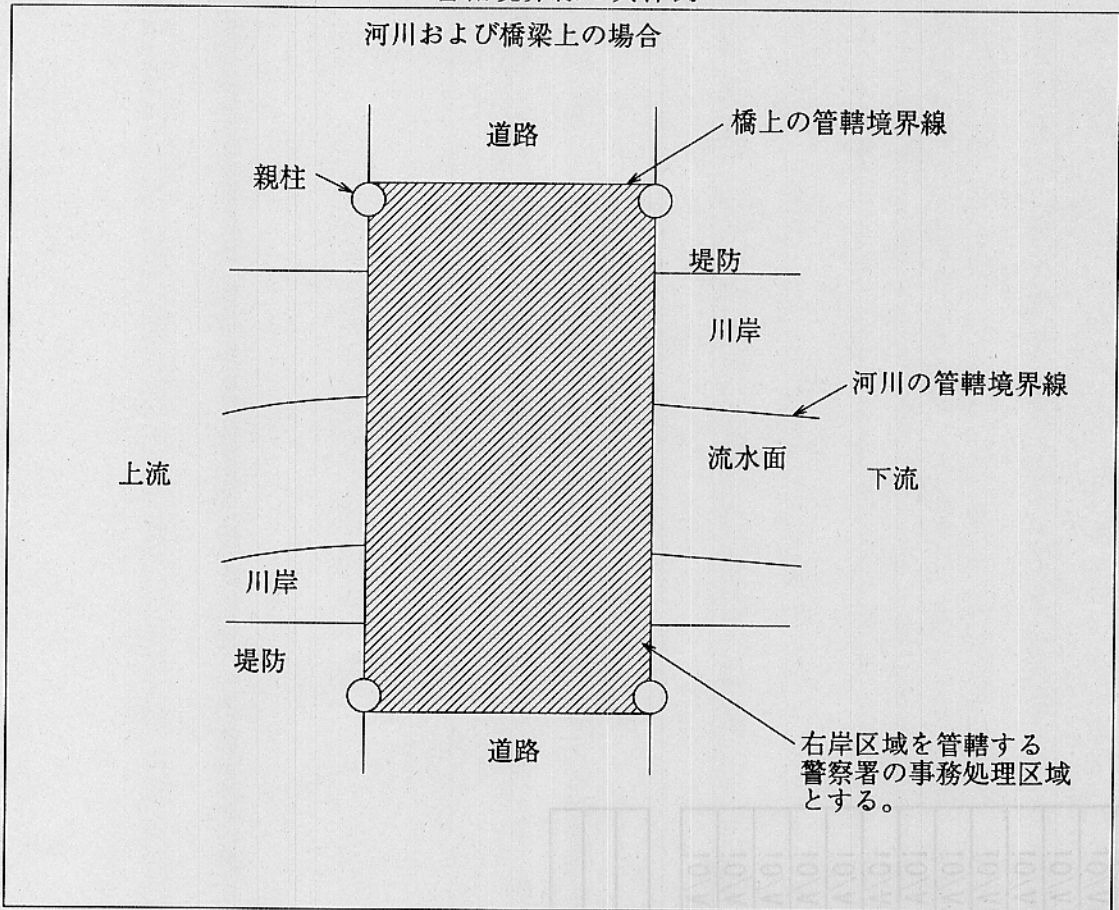 河川および橋梁上の場合
道路
橋上の管轄境界線
親柱
堤防
川岸
河川の管轄境界線
上流
流水面
下流
川岸
堤防
道路
右岸区域を管轄する
警察署の事務処理区域
とする。